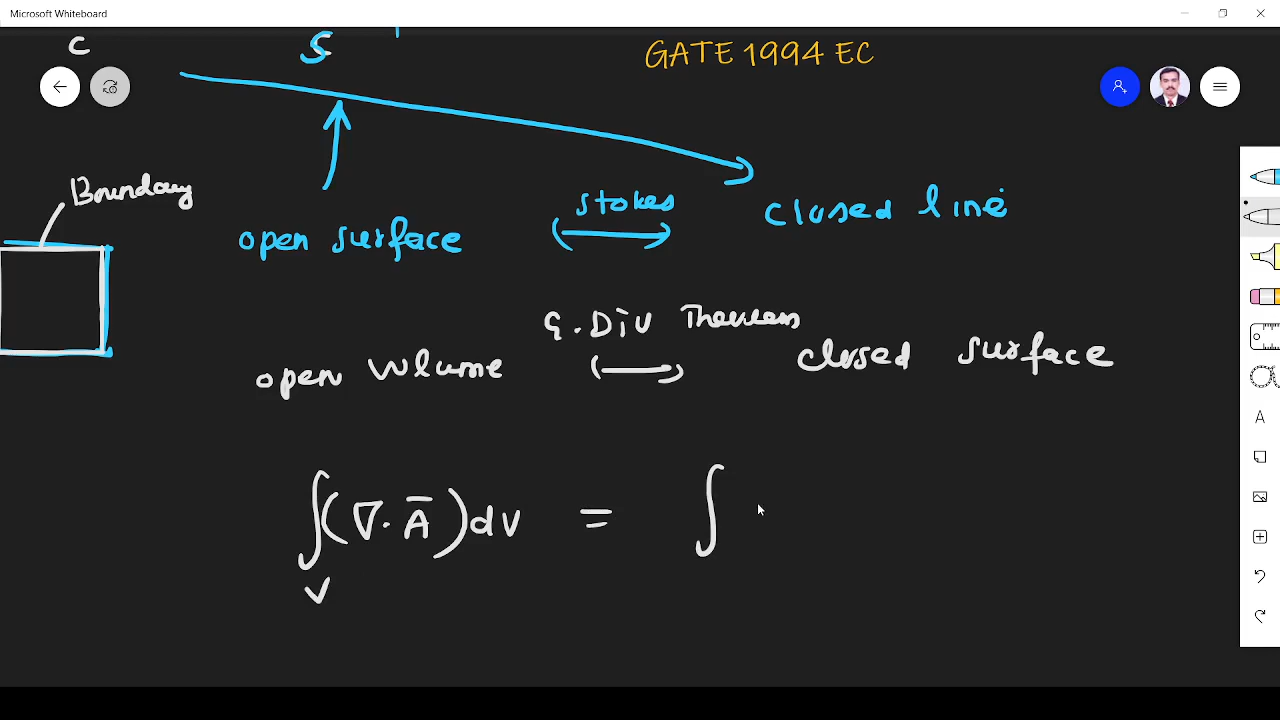 Microsoft Whiteboard
C
S
GATE 1994 EC
Boundary
stokes
open surface ⟷ closed line
G. Div Theorem
open volume ⟷ closed surface
∫(∇·A̅)dv = ∫
V
A